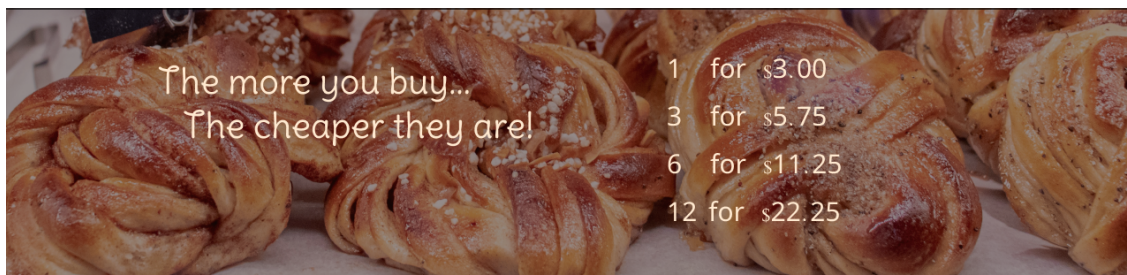 The more you buy...
The cheaper they are!
1 for $3.00
3 for $5.75
6 for $11.25
12 for $22.25